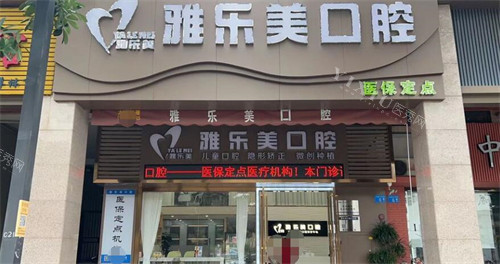 YA LE MEI
雅乐美
雅乐美口腔
医保定点
雅乐美口腔
YA LE MEI
雅乐美
雅乐美口腔
儿童口腔 隐形矫正 微创种植
口腔———医保定点医疗机构！本门诊
医保定点机
雅乐美口腔
中